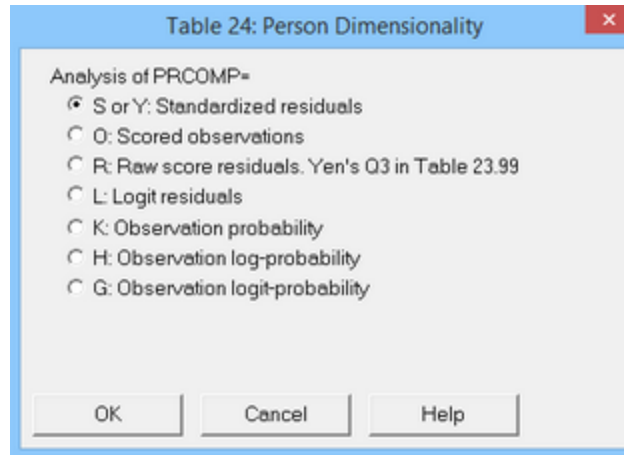 Table 24: Person Dimensionality
Analysis of PRCOMP=
S or Y: Standardized residuals
O: Scored observations
R: Raw score residuals. Yen's Q3 in Table 23.99
L: Logit residuals
K: Observation probability
H: Observation log-probability
G: Observation logit-probability
OK Cancel Help